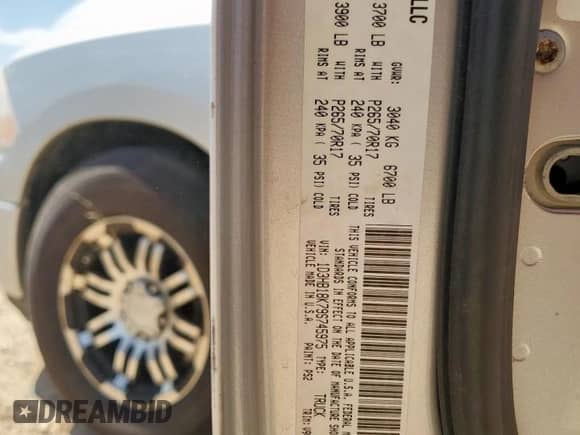 LLC
GVWR: 3040 KG 6700 LB
3700 LB WITH P265/70R17 TIRES
RIMS AT 240 KPA ( 35 PSI) COLD
3900 LB WITH P265/70R17 TIRES
RIMS AT 240 KPA ( 35 PSI) COLD
THIS VEHICLE CONFORMS TO ALL APPLICABLE U.S.A. FEDERAL
STANDARDS IN EFFECT ON THE DATE OF MANUFACTURE
VIN: 1D3HB18K79S745975 TYPE: TRUCK
VEHICLE MADE IN U.S.A. PAINT: PS2 TRIM:
DREAMBID